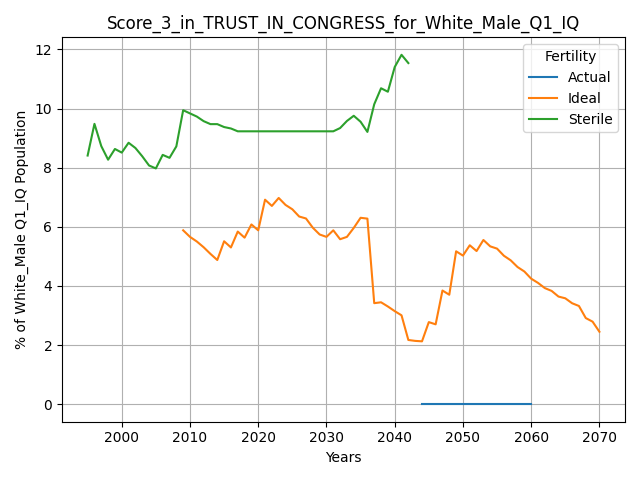 Score_3_in_TRUST_IN_CONGRESS_for_White_Male_Q1_IQ
% of White_Male Q1_IQ Population
12
10
8
6
4
2
0
Fertility
Actual
Ideal
Sterile
2000 2010 2020 2030 2040 2050 2060 2070
Years